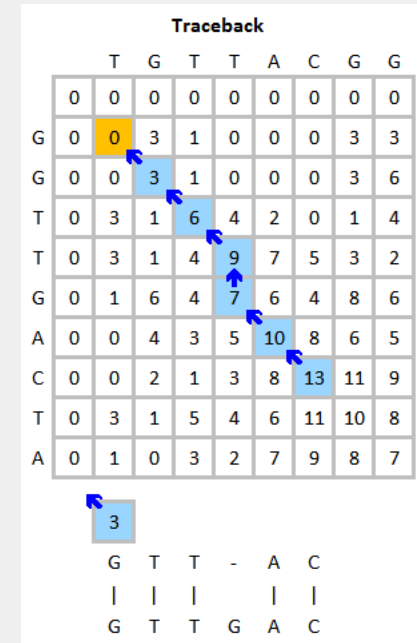 Traceback
T G T T A C G G
0 0 0 0 0 0 0 0 0
G 0 0 3 1 0 0 0 3 3
G 0 0 3 1 0 0 0 3 6
T 0 3 1 6 4 2 0 1 4
T 0 3 1 4 9 7 5 3 2
G 0 1 6 4 7 6 4 8 6
A 0 0 4 3 5 10 8 6 5
C 0 0 2 1 3 8 13 11 9
T 0 3 1 5 4 6 11 10 8
A 0 1 0 3 2 7 9 8 7
3
G T T - A C
| | | | |
G T T G A C